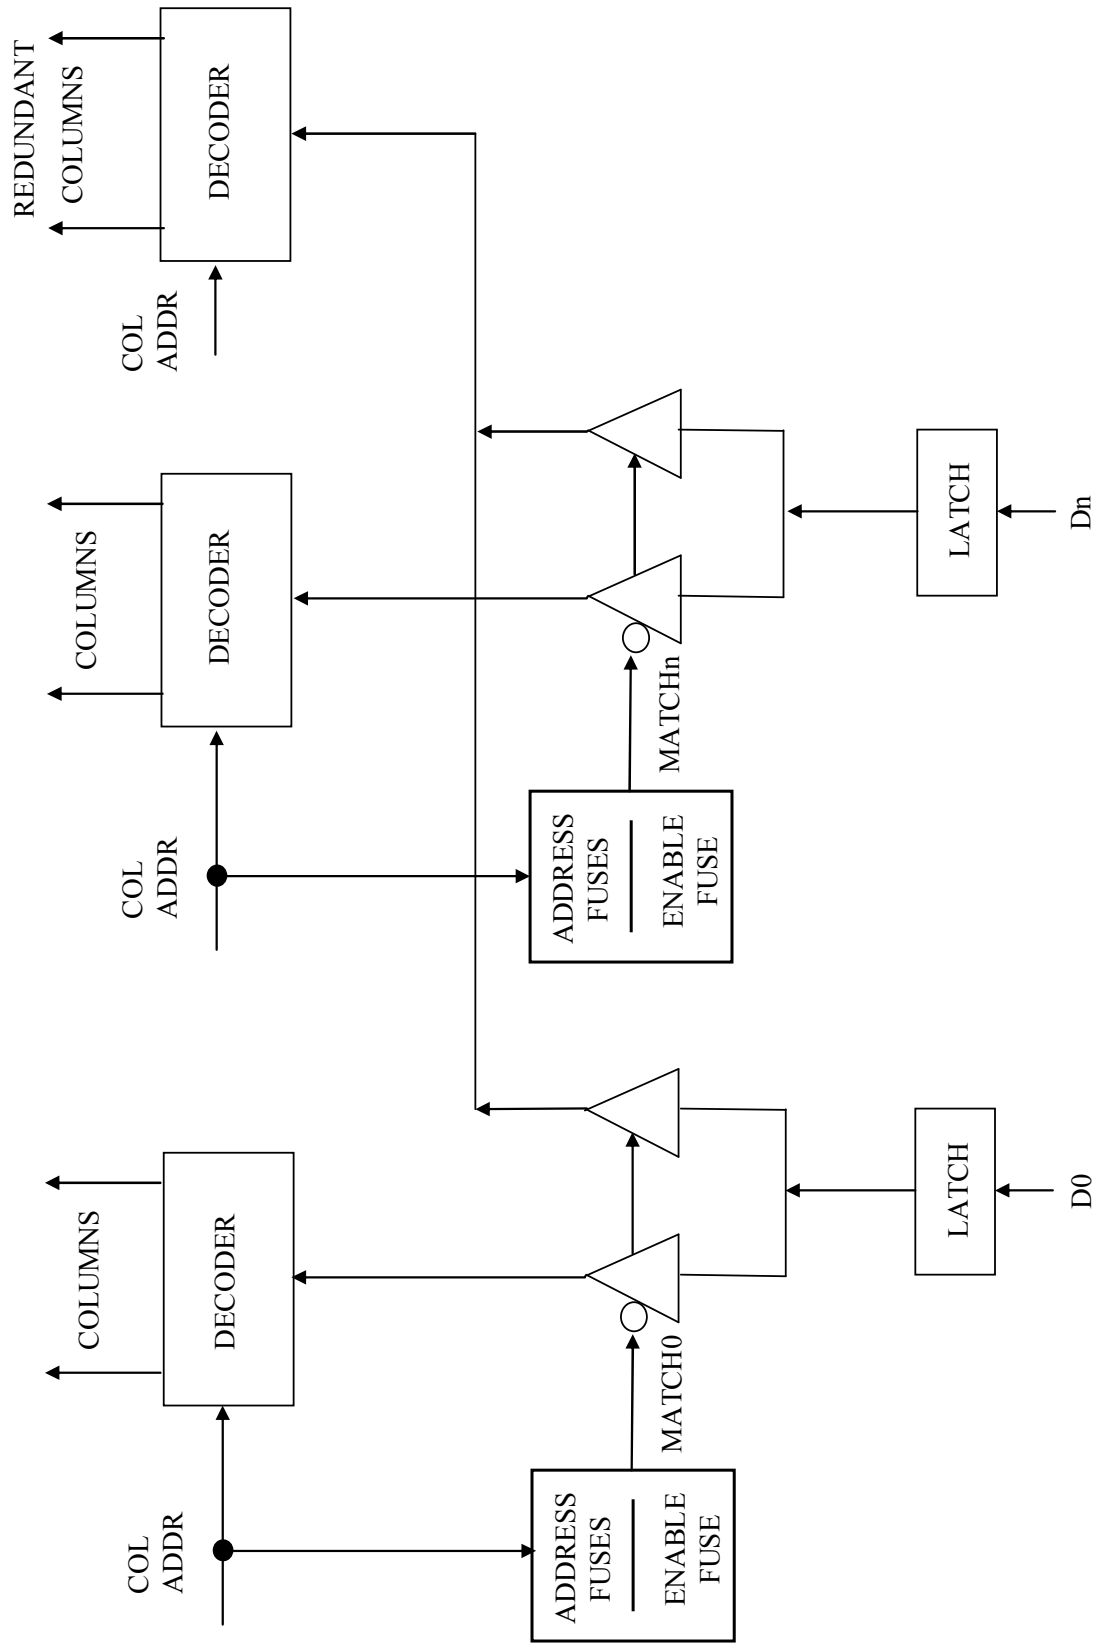 COLUMNS
COLUMNS
REDUNDANT
COLUMNS
COL
ADDR
DECODER
COL
ADDR
DECODER
COL
ADDR
DECODER
ADDRESS
FUSES
ENABLE
FUSE
MATCH0
ADDRESS
FUSES
ENABLE
FUSE
MATCHn
LATCH
LATCH
D0
Dn